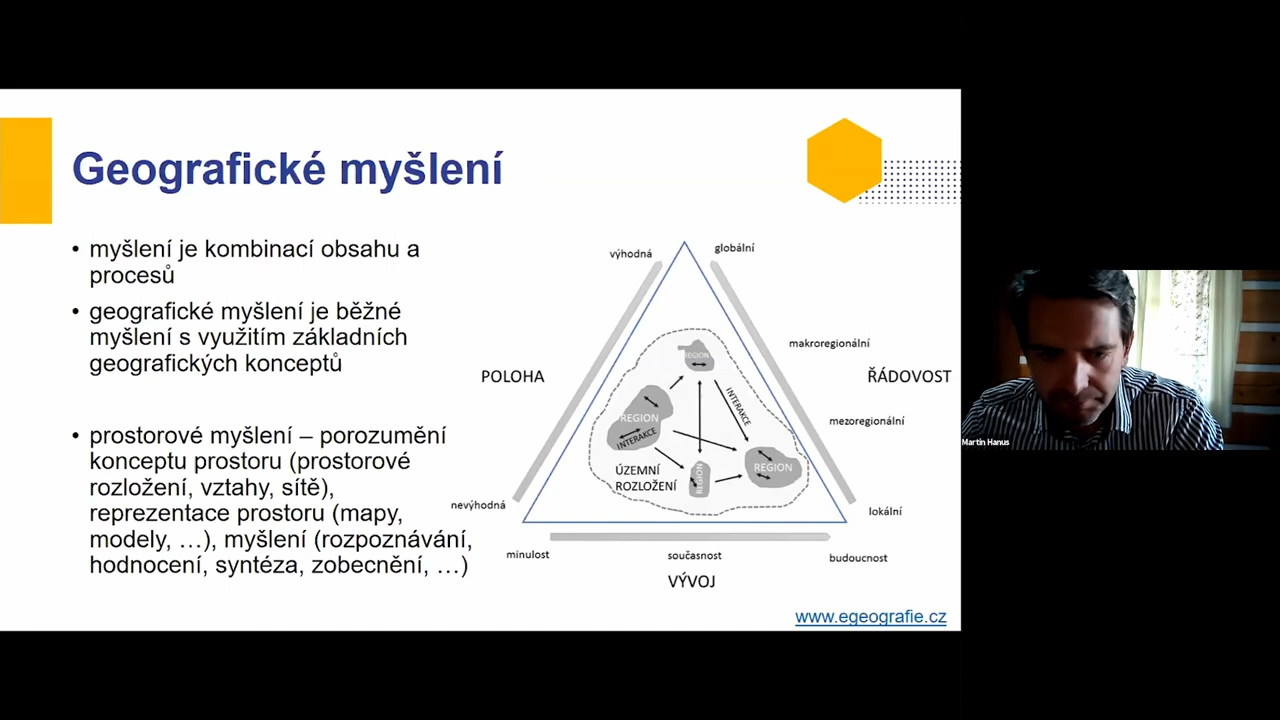 Geografické myšlení
• myšlení je kombinací obsahu a
procesů
• geografické myšlení je běžné
myšlení s využitím základních
geografických konceptů
• prostorové myšlení – porozumění
konceptu prostoru (prostorové
rozložení, vztahy, sítě),
reprezentace prostoru (mapy,
modely, …), myšlení (rozpoznávání,
hodnocení, syntéza, zobecnění, …)
výhodná
globální
makroregionální
POLOHA
ŘÁDOVOST
mezoregionální
nevýhodná
lokální
REGION
REGION
INTERAKCE
INTERAKCE
REGION
REGION
ÚZEMNÍ
ROZLOŽENÍ
minulost
současnost
budoucnost
VÝVOJ
www.egeografie.cz
Martin Hanus